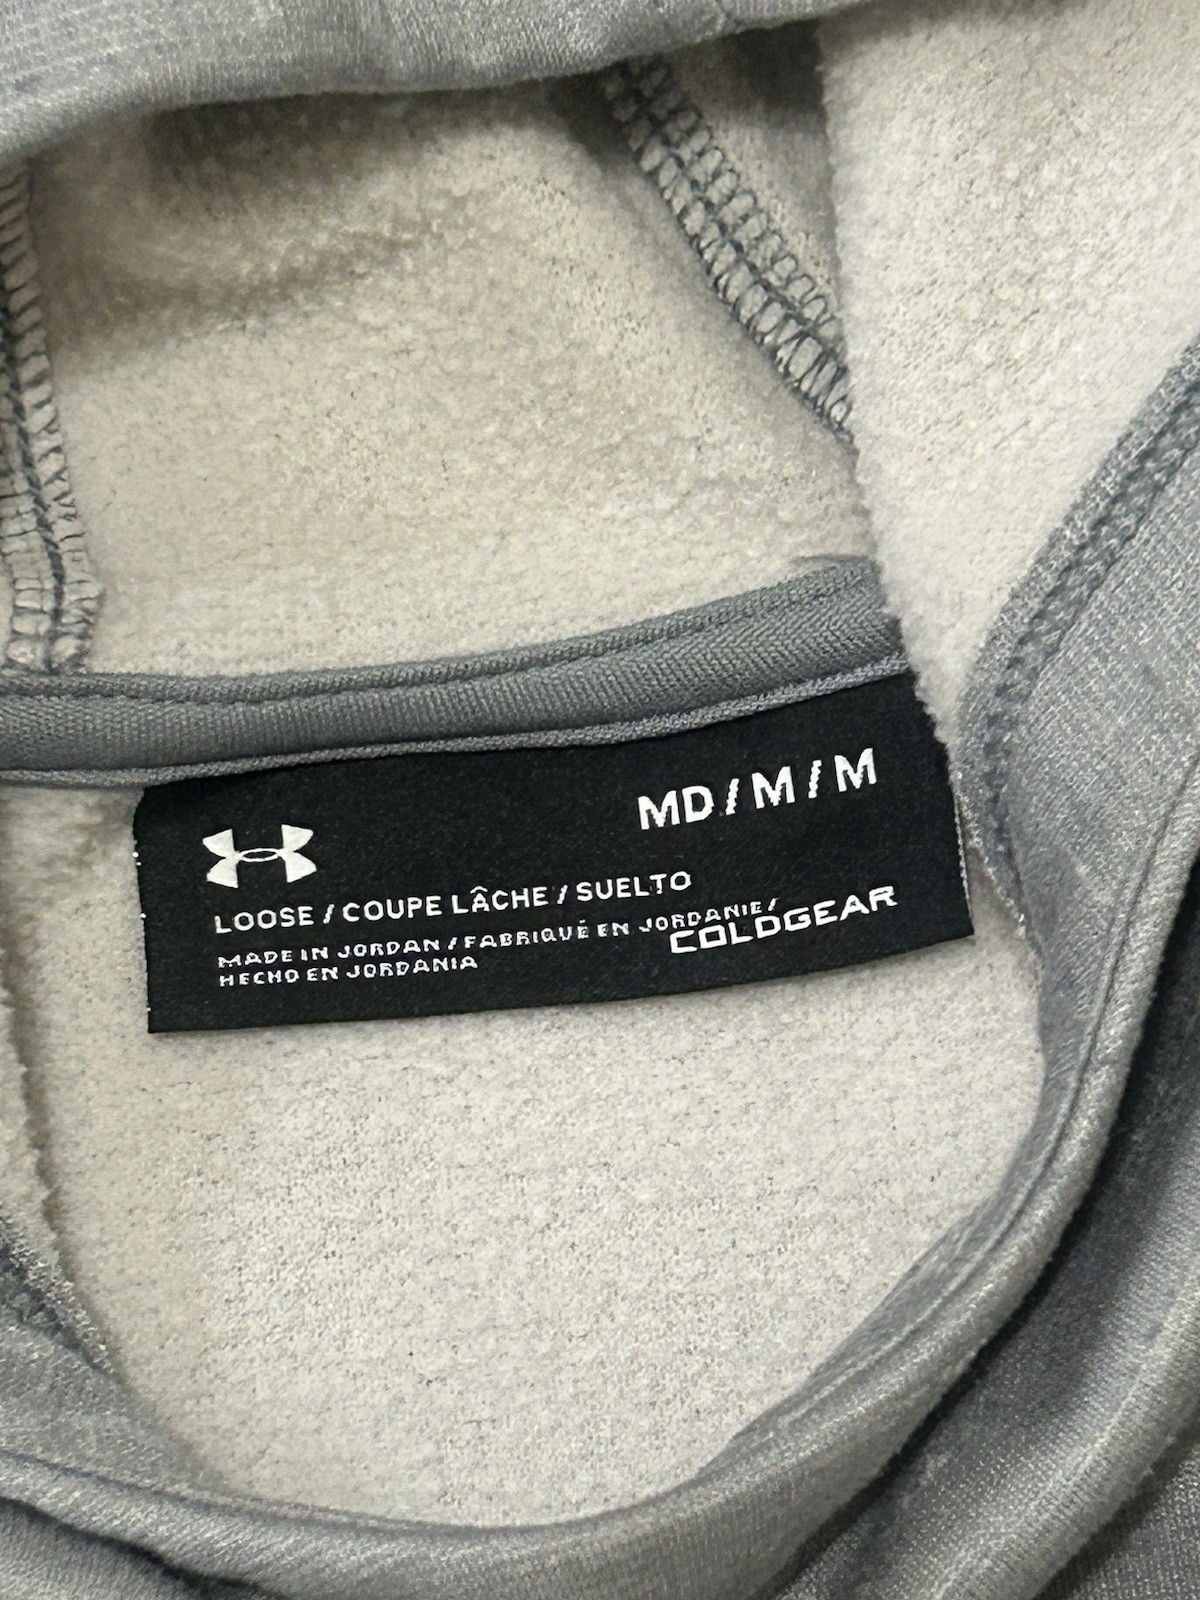 MD / M / M
LOOSE / COUPE LÂCHE / SUELTO
MADE IN JORDAN / FABRIQUÉ EN JORDANIE /
HECHO EN JORDANIA
COLDGEAR